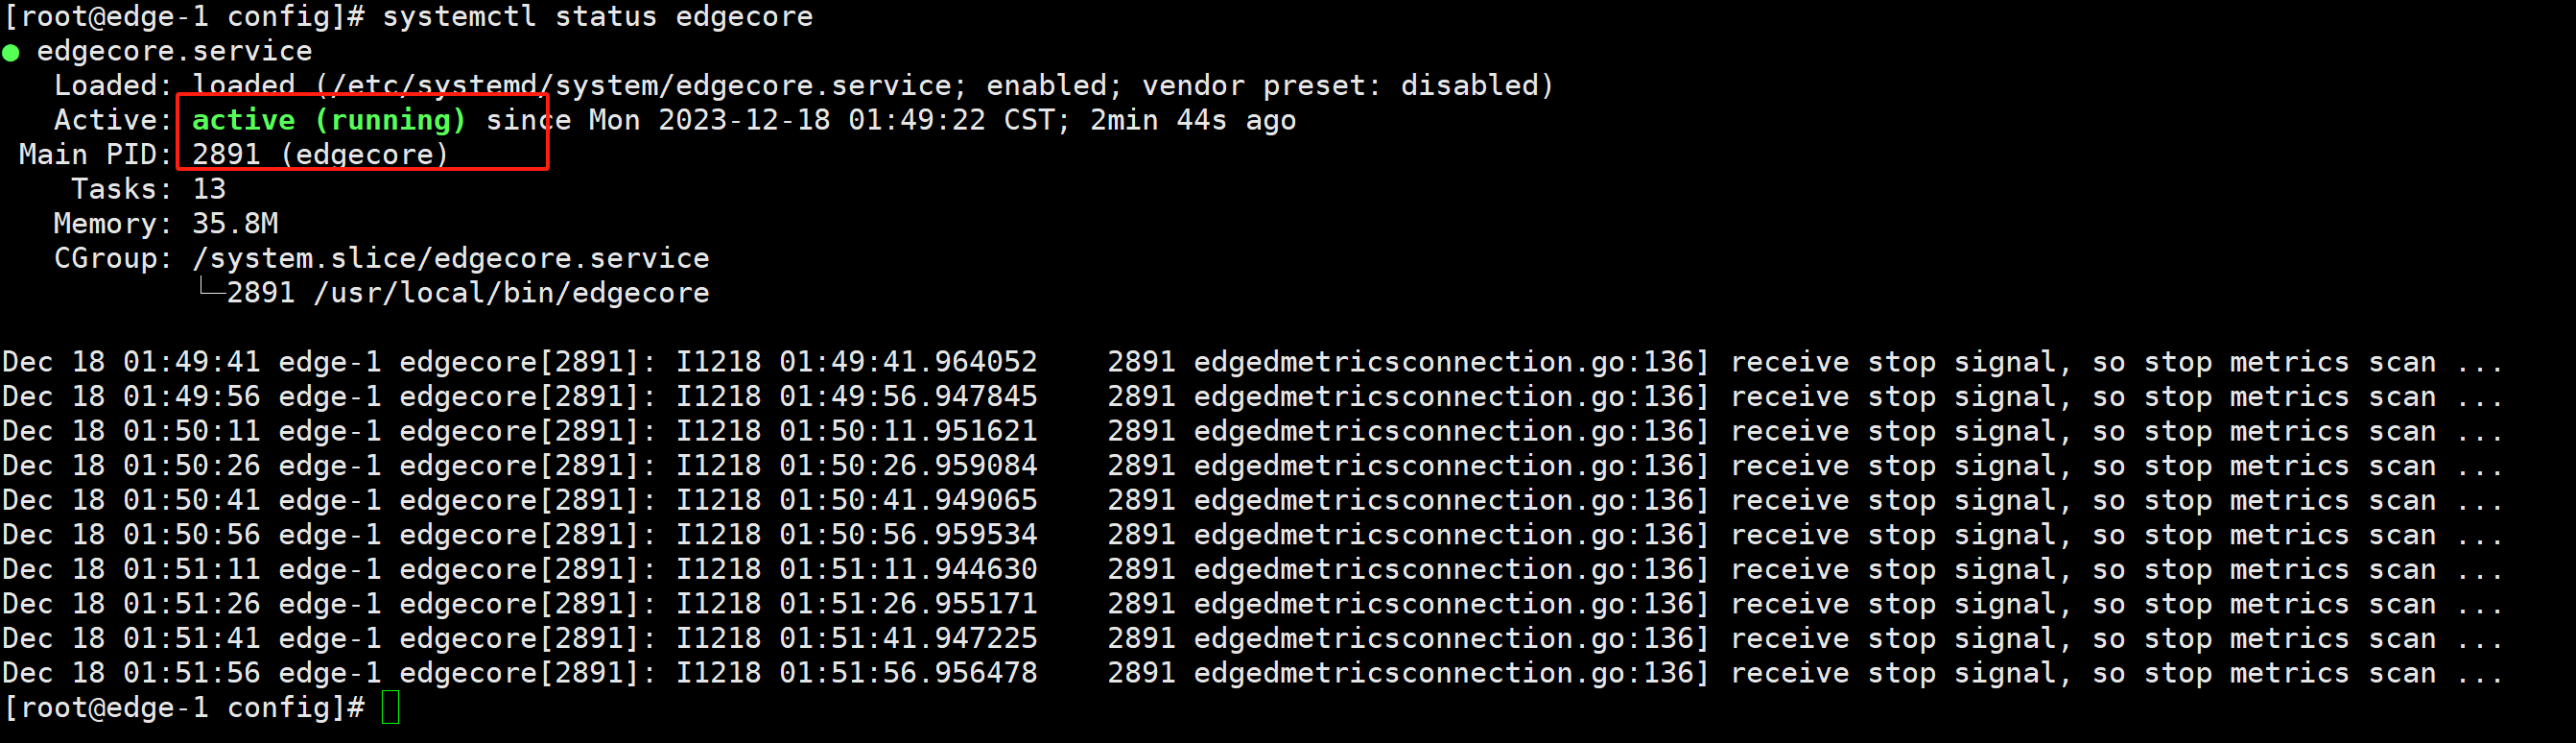 [root@edge-1 config]# systemctl status edgecore
● edgecore.service
   Loaded: loaded (/etc/systemd/system/edgecore.service; enabled; vendor preset: disabled)
   Active: active (running) since Mon 2023-12-18 01:49:22 CST; 2min 44s ago
 Main PID: 2891 (edgecore)
    Tasks: 13
   Memory: 35.8M
   CGroup: /system.slice/edgecore.service
           └─2891 /usr/local/bin/edgecore

Dec 18 01:49:41 edge-1 edgecore[2891]: I1218 01:49:41.964052    2891 edgedmetricsconnection.go:136] receive stop signal, so stop metrics scan ...
Dec 18 01:49:56 edge-1 edgecore[2891]: I1218 01:49:56.947845    2891 edgedmetricsconnection.go:136] receive stop signal, so stop metrics scan ...
Dec 18 01:50:11 edge-1 edgecore[2891]: I1218 01:50:11.951621    2891 edgedmetricsconnection.go:136] receive stop signal, so stop metrics scan ...
Dec 18 01:50:26 edge-1 edgecore[2891]: I1218 01:50:26.959084    2891 edgedmetricsconnection.go:136] receive stop signal, so stop metrics scan ...
Dec 18 01:50:41 edge-1 edgecore[2891]: I1218 01:50:41.949065    2891 edgedmetricsconnection.go:136] receive stop signal, so stop metrics scan ...
Dec 18 01:50:56 edge-1 edgecore[2891]: I1218 01:50:56.959534    2891 edgedmetricsconnection.go:136] receive stop signal, so stop metrics scan ...
Dec 18 01:51:11 edge-1 edgecore[2891]: I1218 01:51:11.944630    2891 edgedmetricsconnection.go:136] receive stop signal, so stop metrics scan ...
Dec 18 01:51:26 edge-1 edgecore[2891]: I1218 01:51:26.955171    2891 edgedmetricsconnection.go:136] receive stop signal, so stop metrics scan ...
Dec 18 01:51:41 edge-1 edgecore[2891]: I1218 01:51:41.947225    2891 edgedmetricsconnection.go:136] receive stop signal, so stop metrics scan ...
Dec 18 01:51:56 edge-1 edgecore[2891]: I1218 01:51:56.956478    2891 edgedmetricsconnection.go:136] receive stop signal, so stop metrics scan ...
[root@edge-1 config]#